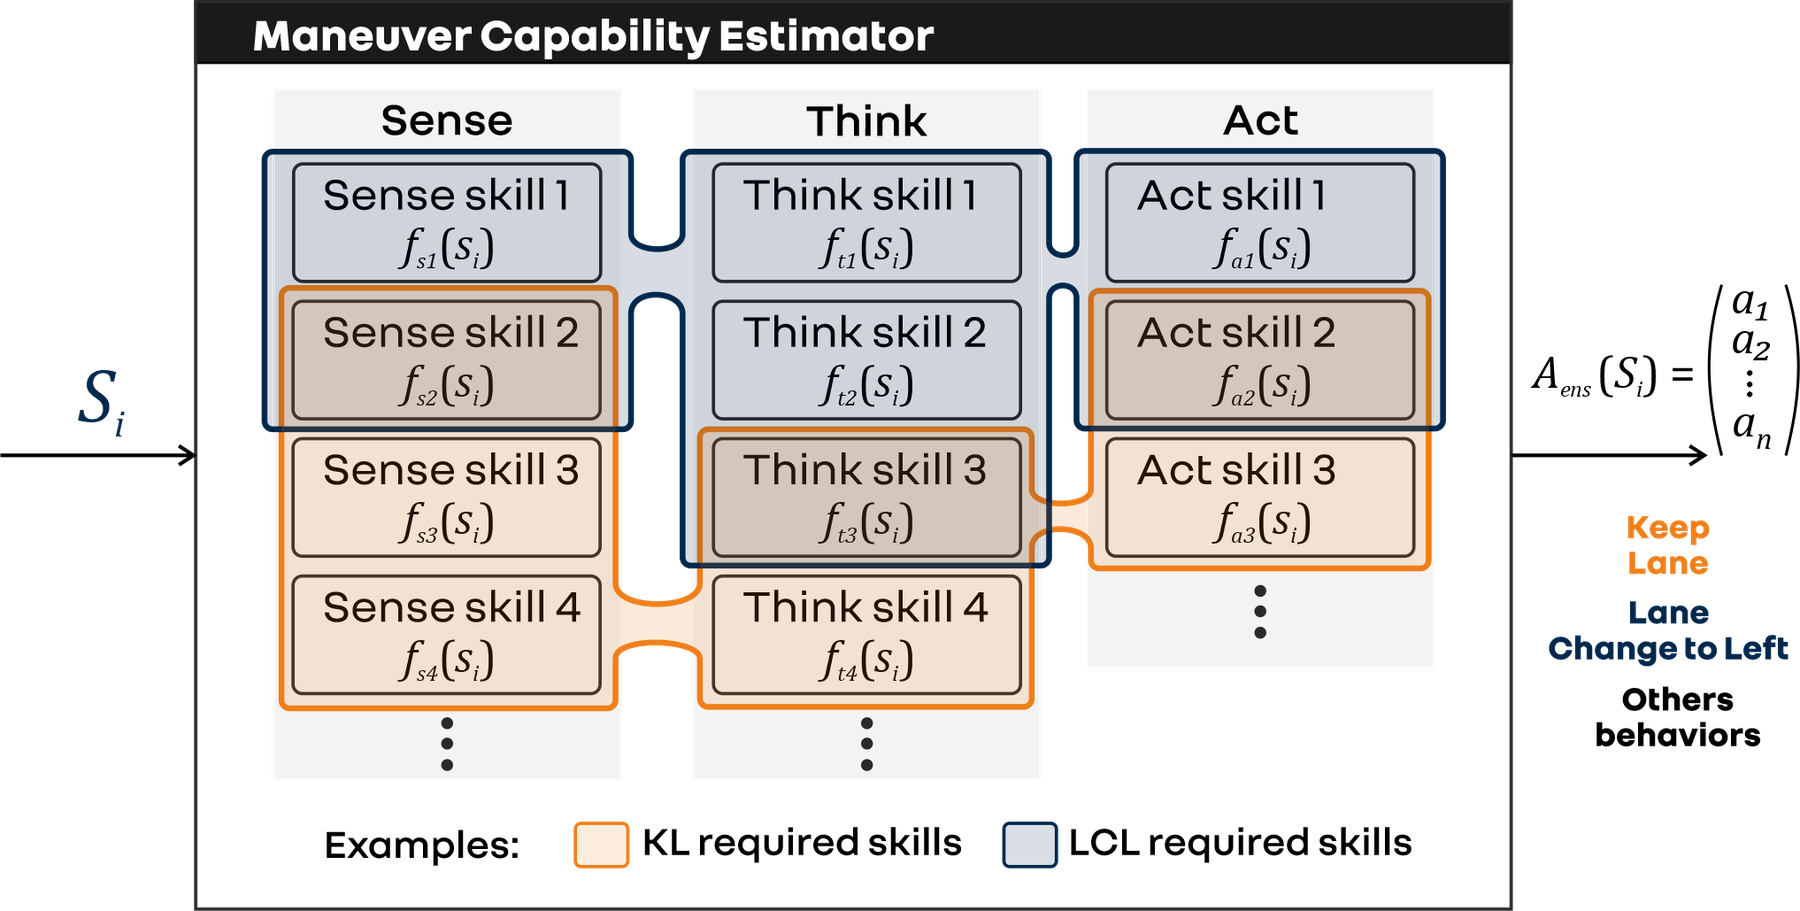 Maneuver Capability Estimator
S_i
Sense
Sense skill 1
f_s1(s_i)
Sense skill 2
f_s2(s_i)
Sense skill 3
f_s3(s_i)
Sense skill 4
f_s4(s_i)
Think
Think skill 1
f_t1(s_i)
Think skill 2
f_t2(s_i)
Think skill 3
f_t3(s_i)
Think skill 4
f_t4(s_i)
Act
Act skill 1
f_a1(s_i)
Act skill 2
f_a2(s_i)
Act skill 3
f_a3(s_i)
Examples: KL required skills LCL required skills
A_ens(S_i) =
a_1
a_2
⋮
a_n
Keep
Lane
Lane
Change to Left
Others
behaviors